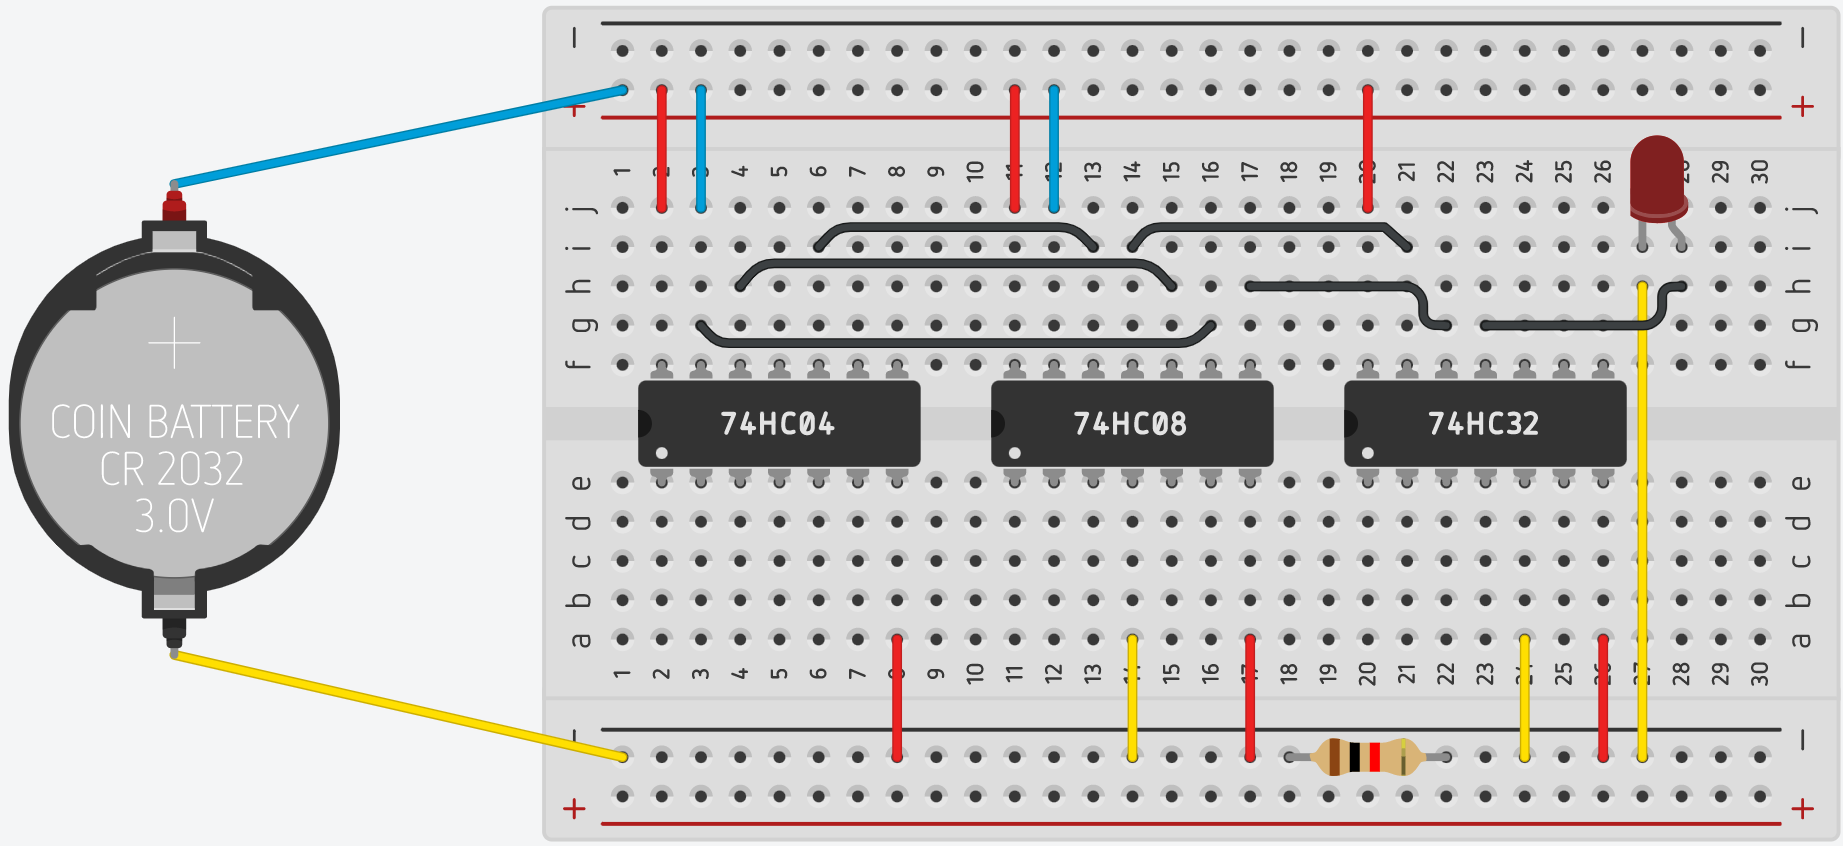 − −
+ +
1 2 3 4 5 6 7 8 9 10 11 12 13 14 15 16 17 18 19 20 21 22 23 24 25 26 28 29 30
j j
i i
h h
g g
f f
74HC04 74HC08 74HC32
COIN BATTERY
CR 2032
3.0V
e e
d d
c c
b b
a a
1 2 3 4 5 6 7 8 9 10 11 12 13 14 15 16 17 18 19 20 21 22 23 24 25 26 27 28 29 30
− −
+ +